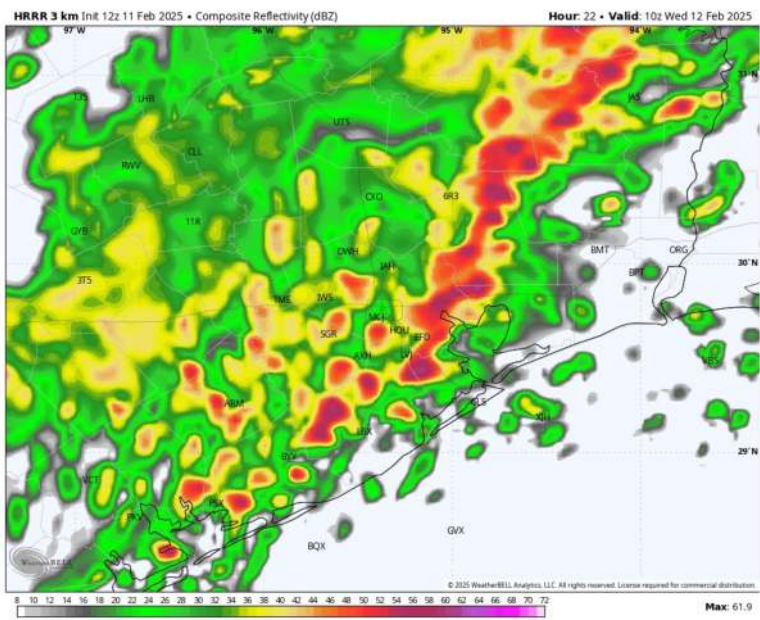 HRRR 3 km Init 12z 11 Feb 2025 • Composite Reflectivity (dBZ) Hour: 22 • Valid: 10z Wed 12 Feb 2025
97°W 96°W 95°W 94°W
31°N
T35 LHB JAS
UTS
CLL
RWV
CXO 6R3
11R
GYB
DWH BMT ORG
IAH 30°N
3T5 BPT
TME IWS
MCJ
SGR HOU EFD
AXH LVJ
ARM GLS
XIH
LBX
29°N
BYY
VCT
PSX
PKV
GVX
BQX
WeatherBELL
© 2025 WeatherBELL Analytics, LLC. All rights reserved. License required for commercial distribution
8 10 12 14 16 18 20 22 24 26 28 30 32 34 36 38 40 42 44 46 48 50 52 54 56 58 60 62 64 66 68 70 72 Max: 61.9